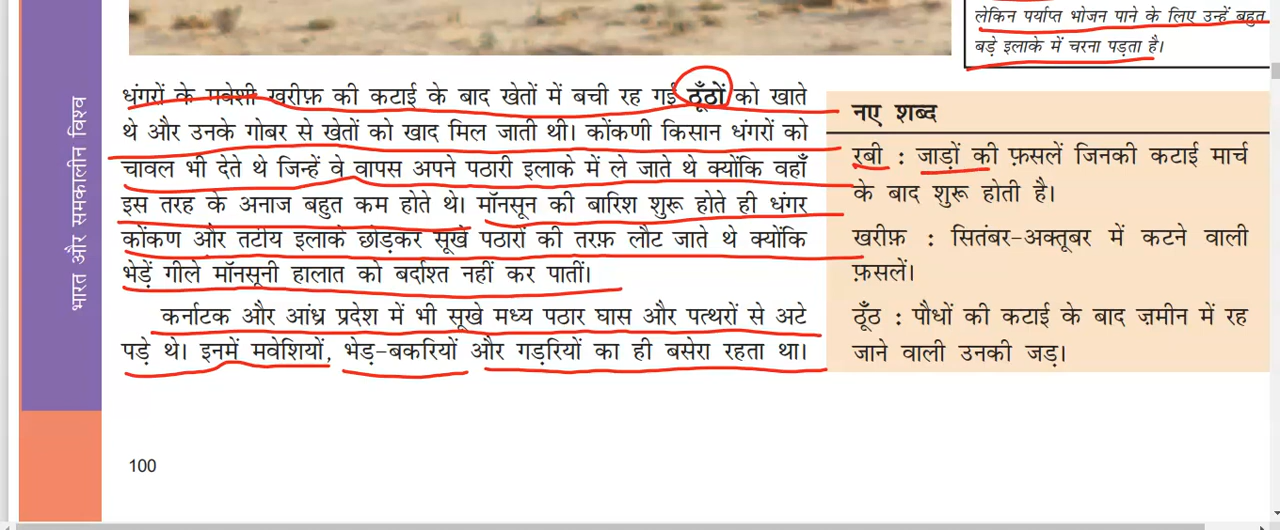 लेकिन पर्याप्त भोजन पाने के लिए उन्हें बहुत
बड़े इलाके में चरना पड़ता है।
भारत और समकालीन विश्व
धंगरों के मवेशी ख़रीफ़ की कटाई के बाद खेतों में बची रह गई ठूँठों को खाते
थे और उनके गोबर से खेतों को खाद मिल जाती थी। कोंकणी किसान धंगरों को
चावल भी देते थे जिन्हें वे वापस अपने पठारी इलाके में ले जाते थे क्योंकि वहाँ
इस तरह के अनाज बहुत कम होते थे। मॉनसून की बारिश शुरू होते ही धंगर
कोंकण और तटीय इलाके छोड़कर सूखे पठारों की तरफ़ लौट जाते थे क्योंकि
भेड़ें गीले मॉनसूनी हालात को बर्दाश्त नहीं कर पातीं।
कर्नाटक और आंध्र प्रदेश में भी सूखे मध्य पठार घास और पत्थरों से अटे
पड़े थे। इनमें मवेशियों, भेड़-बकरियों और गड़रियों का ही बसेरा रहता था।
नए शब्द
रबी : जाड़ों की फ़सलें जिनकी कटाई मार्च
के बाद शुरू होती है।
खरीफ़ : सितंबर-अक्तूबर में कटने वाली
फ़सलें।
ठूँठ : पौधों की कटाई के बाद ज़मीन में रह
जाने वाली उनकी जड़।
100